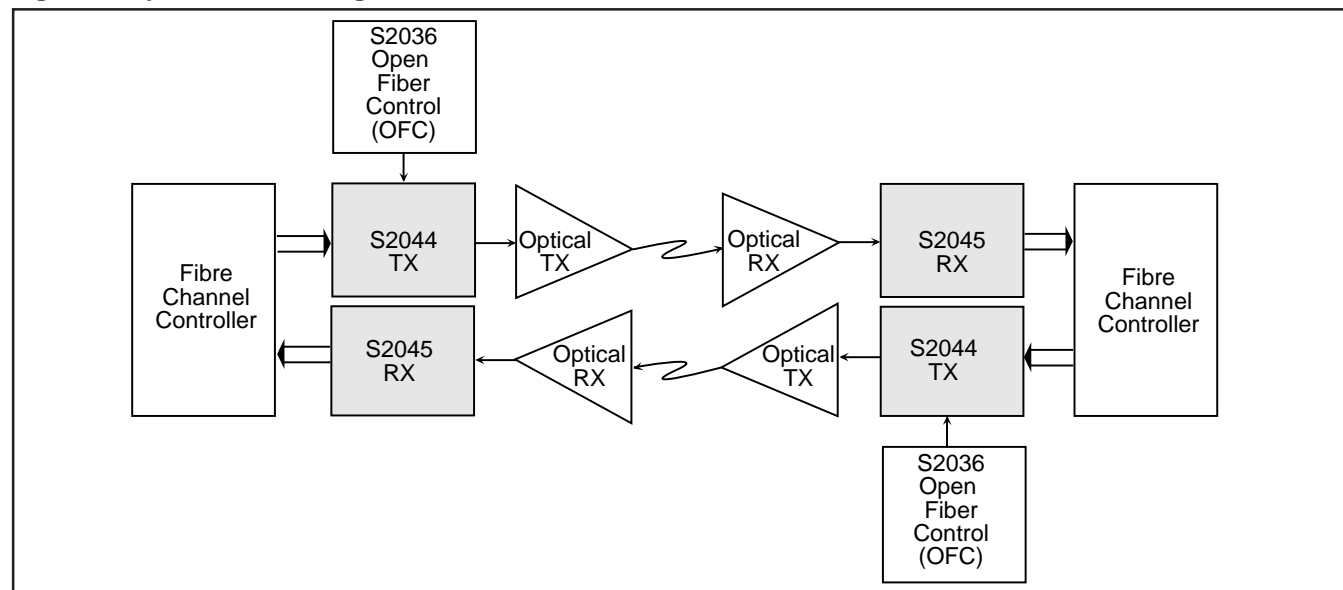 S2036
Open
Fiber
Control
(OFC)
Fibre
Channel
Controller
S2044
TX
Optical
TX
Optical
RX
S2045
RX
Fibre
Channel
Controller
S2045
RX
Optical
RX
Optical
TX
S2044
TX
S2036
Open
Fiber
Control
(OFC)